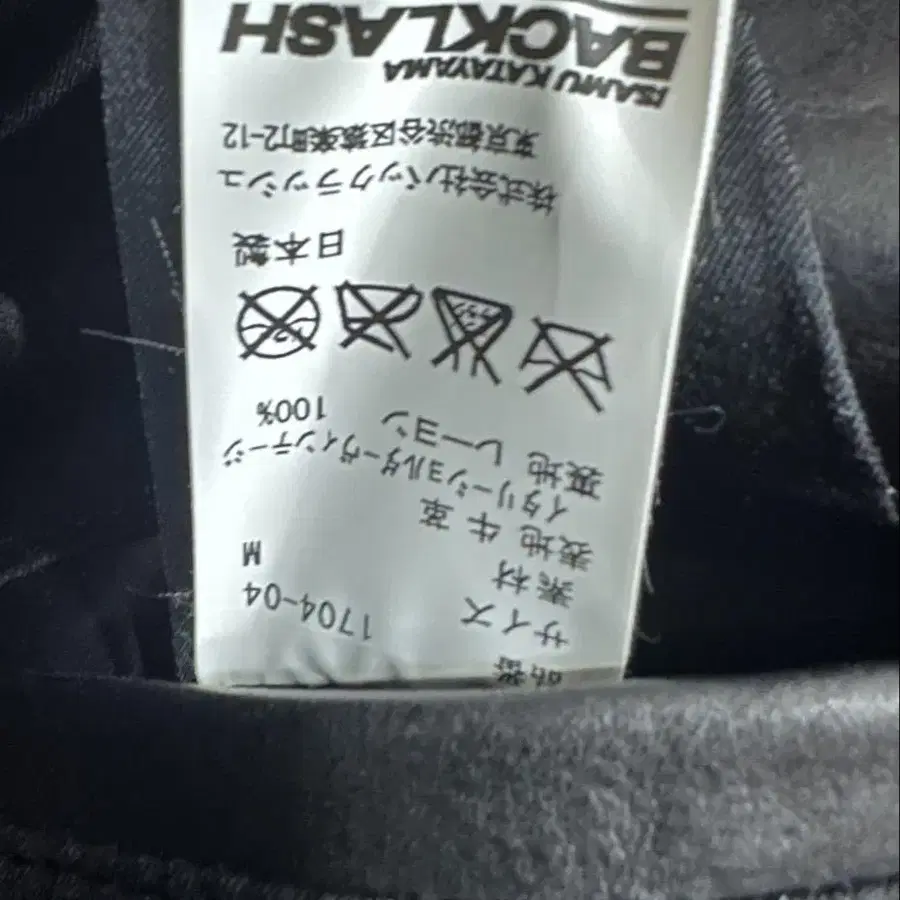 品番 1704-04
サイズ M
素材
表地 牛 革
イタリーショルダーヴィンテージ
裏地 レーヨン
100%
日本製
株式会社バックラッシュ
東京都渋谷区猿楽町2-12
ISAMU KATAYAMA
BACKLASH